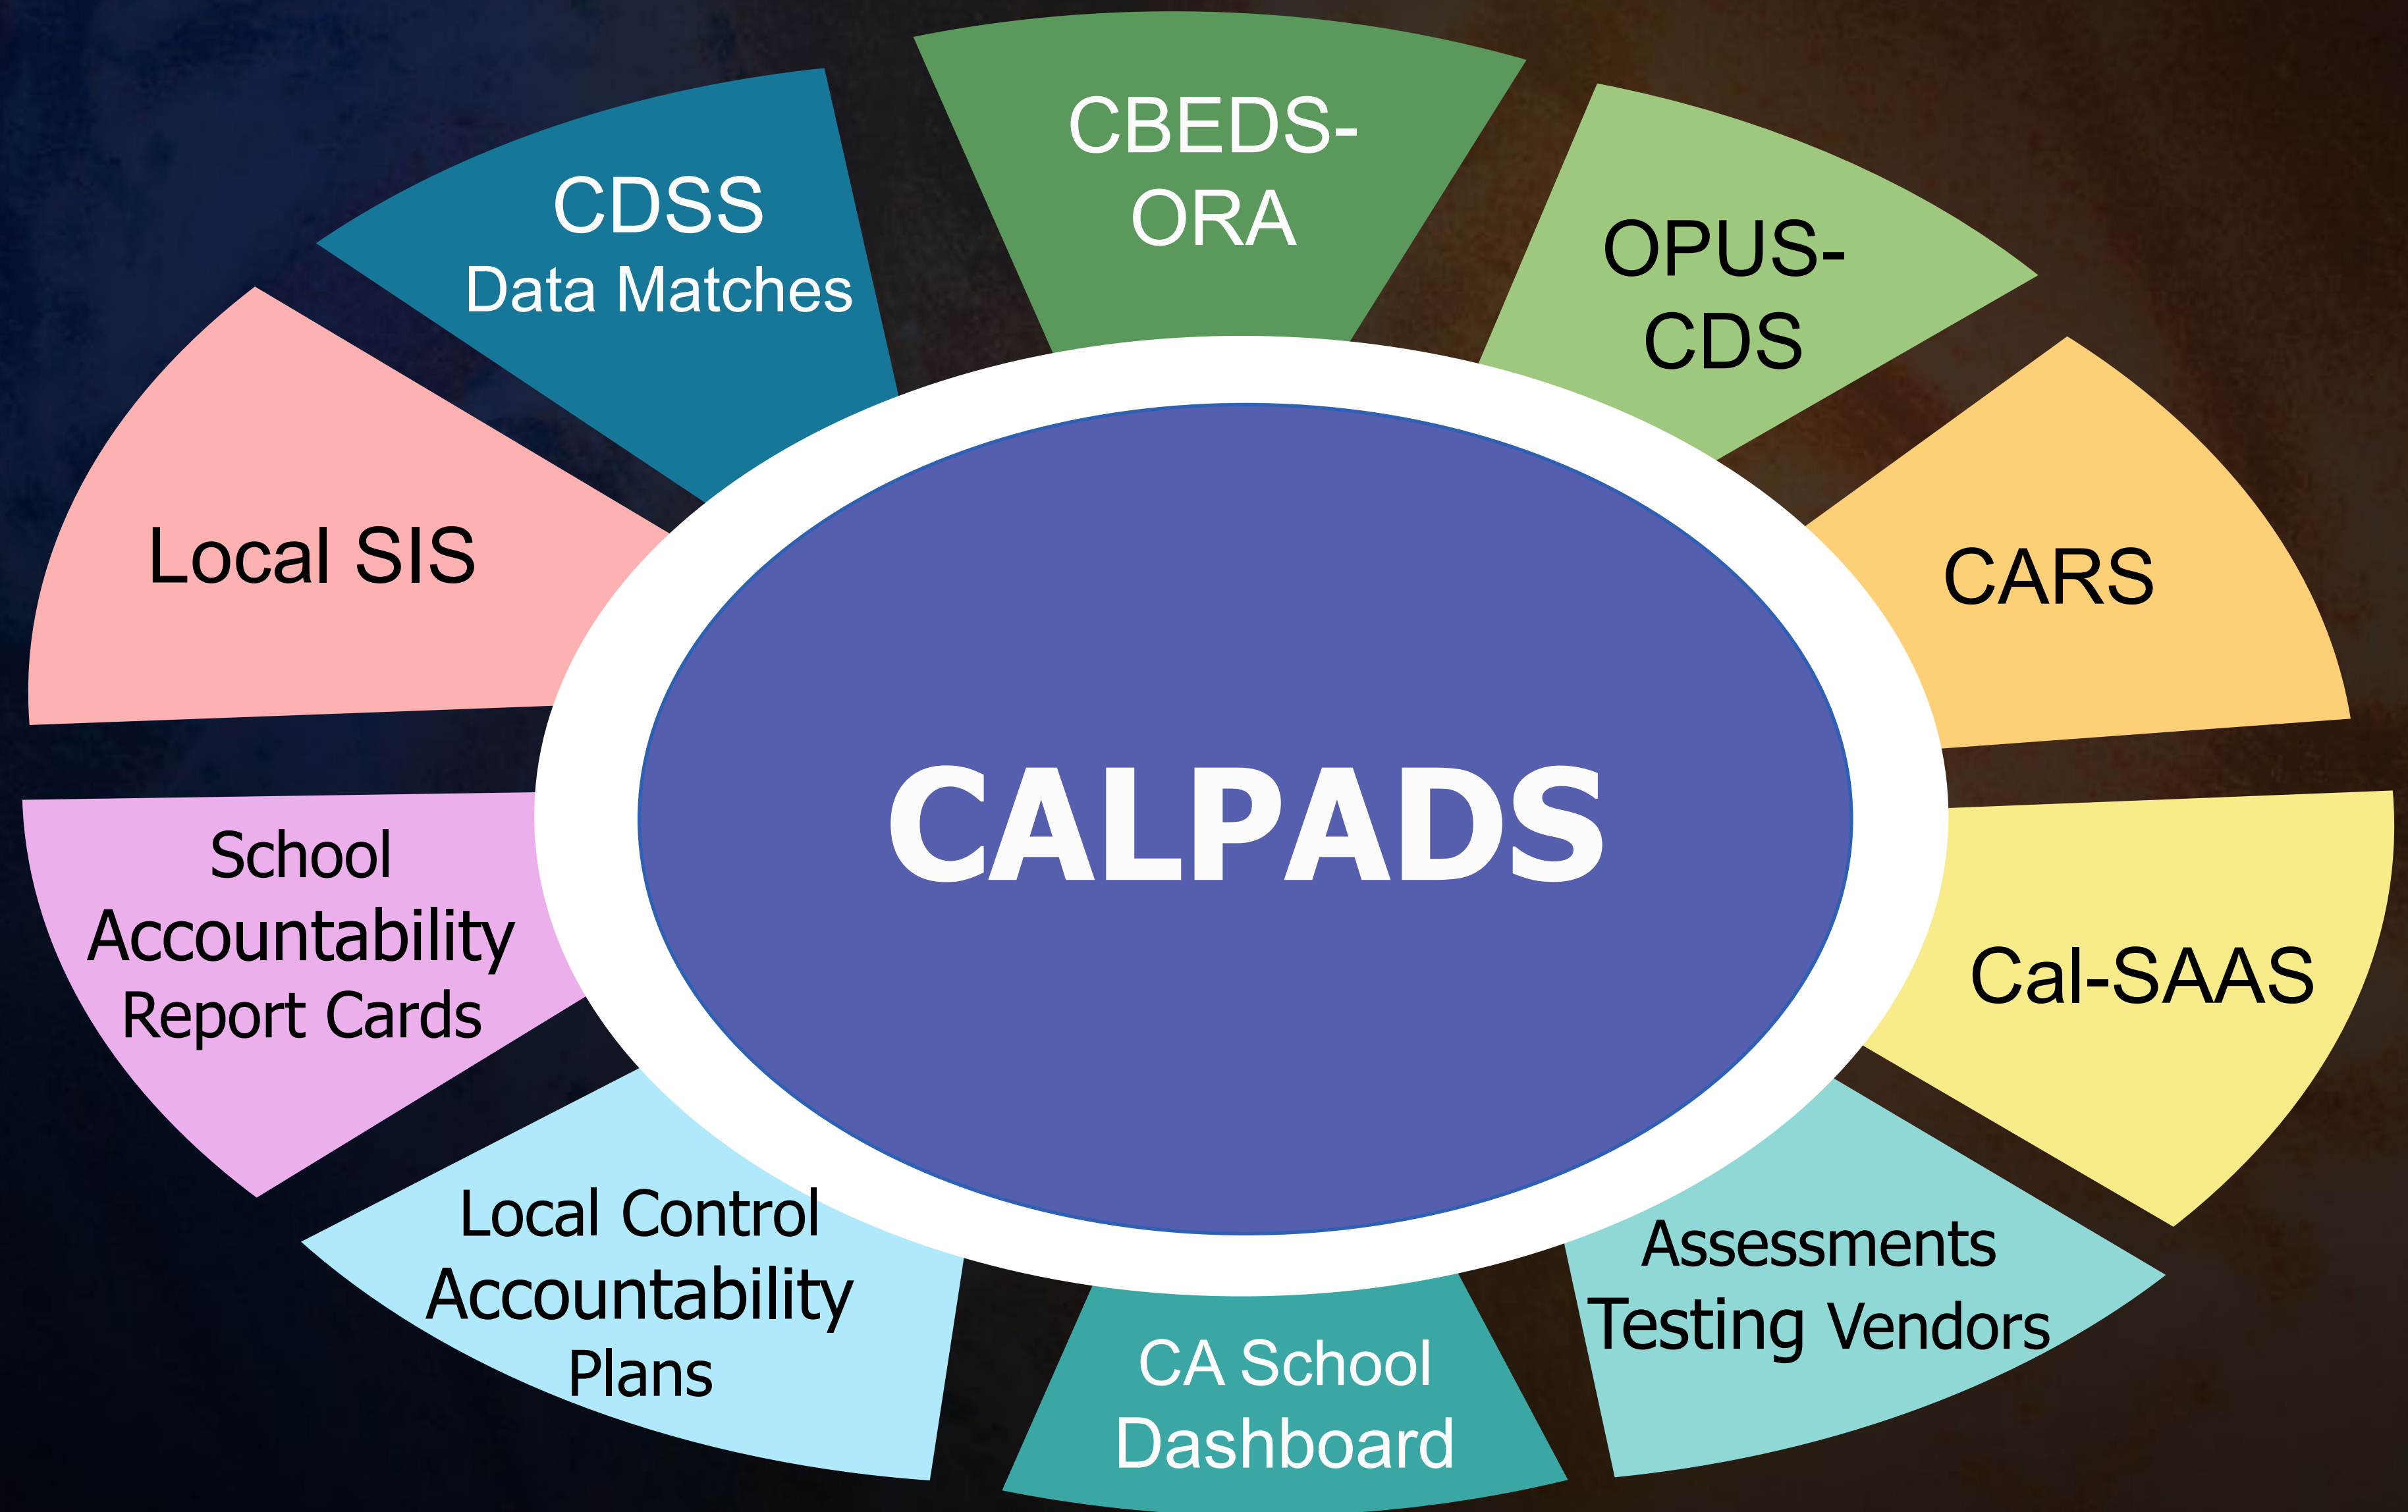 CBEDS-
ORA
OPUS-
CDS
CARS
Cal-SAAS
Assessments
Testing Vendors
CA School
Dashboard
Local Control
Accountability
Plans
School
Accountability
Report Cards
Local SIS
CDSS
Data Matches
CALPADS